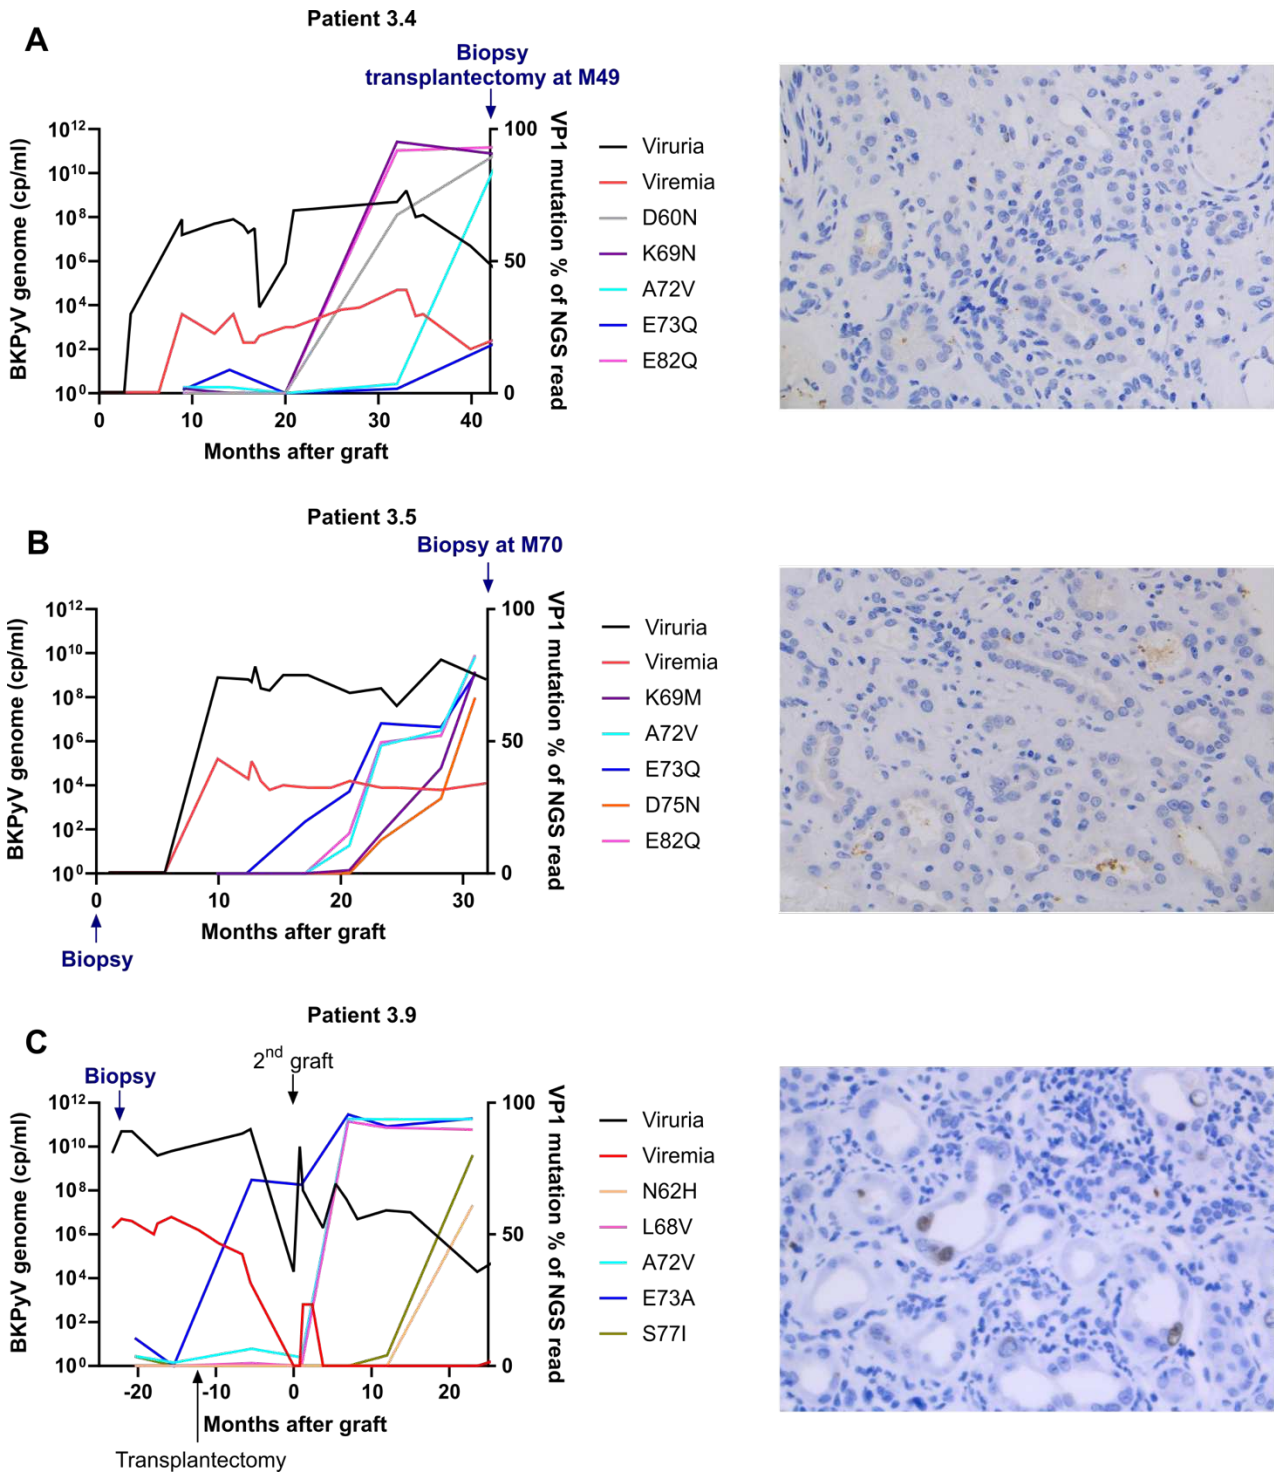 Patient 3.4
A
Biopsy
transplantectomy at M49
BKPyV genome (cp/ml)
10¹²
10¹⁰
10⁸
10⁶
10⁴
10²
10⁰
0
10
20
30
40
Months after graft
100
50
0
VP1 mutation % of NGS read
Viruria
Viremia
D60N
K69N
A72V
E73Q
E82Q
Patient 3.5
B
Biopsy at M70
BKPyV genome (cp/ml)
10¹²
10¹⁰
10⁸
10⁶
10⁴
10²
10⁰
0
10
20
30
Months after graft
Biopsy
100
50
0
VP1 mutation % of NGS read
Viruria
Viremia
K69M
A72V
E73Q
D75N
E82Q
Patient 3.9
C
Biopsy
2nd graft
BKPyV genome (cp/ml)
10¹²
10¹⁰
10⁸
10⁶
10⁴
10²
10⁰
-20
-10
0
10
20
Months after graft
Transplantectomy
100
50
0
VP1 mutation % of NGS read
Viruria
Viremia
N62H
L68V
A72V
E73A
S77I